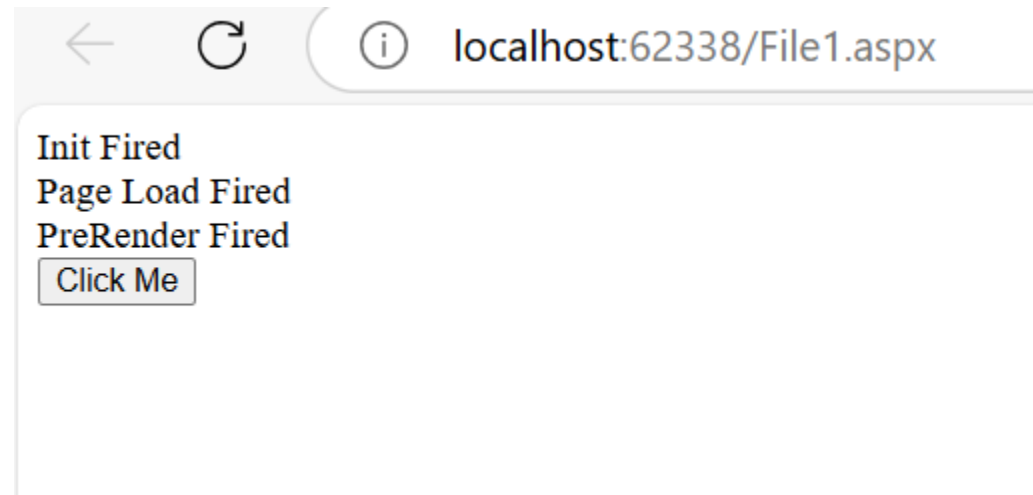 localhost:62338/File1.aspx
Init Fired
Page Load Fired
PreRender Fired
Click Me